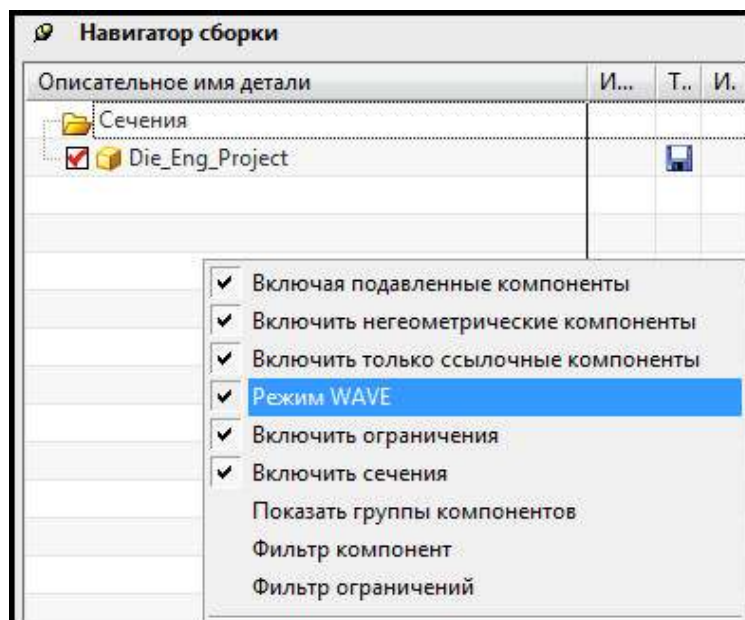 Навигатор сборки
Описательное имя детали И... Т.. И.
Сечения
Die_Eng_Project
Включая подавленные компоненты
Включить негеометрические компоненты
Включить только ссылочные компоненты
Режим WAVE
Включить ограничения
Включить сечения
Показать группы компонентов
Фильтр компонент
Фильтр ограничений